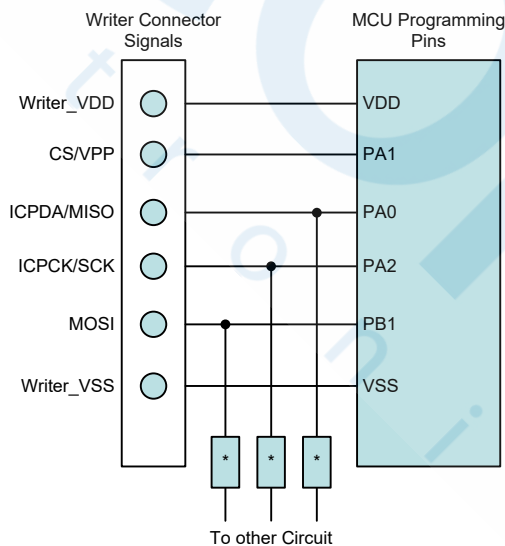 Writer Connector
Signals
MCU Programming
Pins
Writer_VDD
VDD
CS/VPP
PA1
ICPDA/MISO
PA0
ICPCK/SCK
PA2
MOSI
PB1
Writer_VSS
VSS
* * *
To other Circuit
t
r
o
n
i